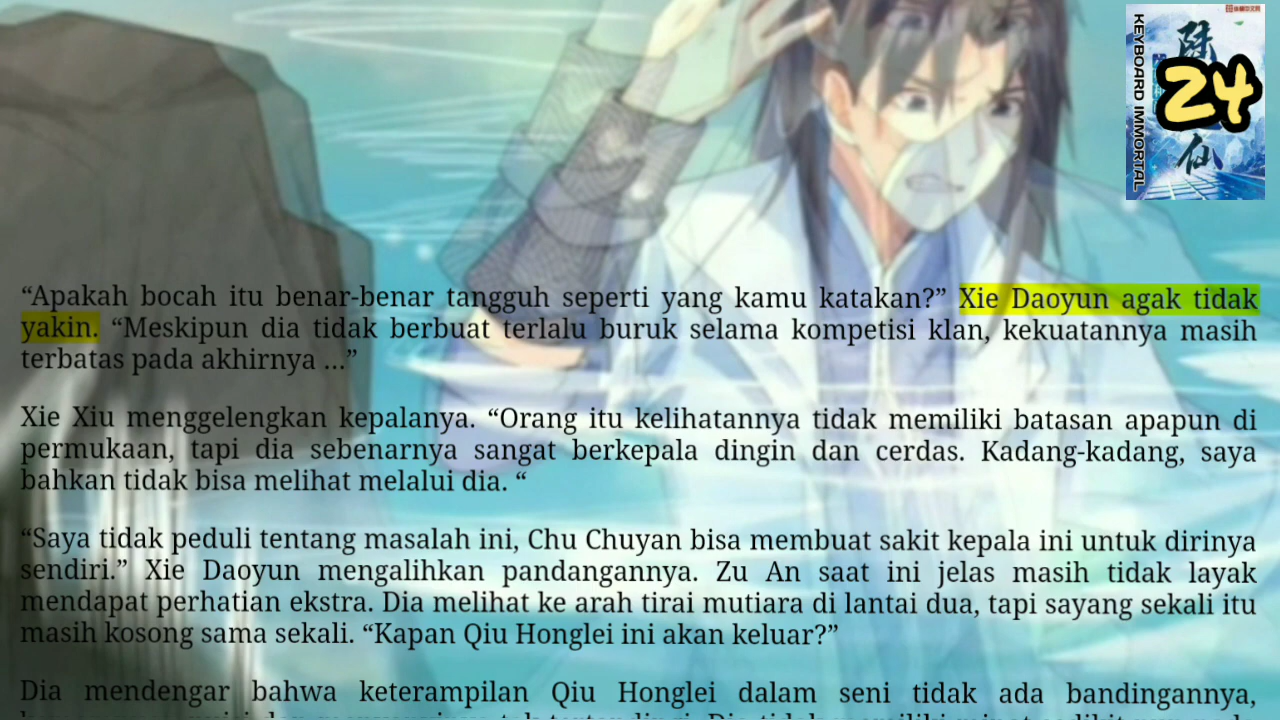 KEYBOARD IMMORTAL
陆
仙
24
“Apakah bocah itu benar-benar tangguh seperti yang kamu katakan?” Xie Daoyun agak tidak
yakin. “Meskipun dia tidak berbuat terlalu buruk selama kompetisi klan, kekuatannya masih
terbatas pada akhirnya ...”
Xie Xiu menggelengkan kepalanya. “Orang itu kelihatannya tidak memiliki batasan apapun di
permukaan, tapi dia sebenarnya sangat berkepala dingin dan cerdas. Kadang-kadang, saya
bahkan tidak bisa melihat melalui dia. “
“Saya tidak peduli tentang masalah ini, Chu Chuyan bisa membuat sakit kepala ini untuk dirinya
sendiri.” Xie Daoyun mengalihkan pandangannya. Zu An saat ini jelas masih tidak layak
mendapat perhatian ekstra. Dia melihat ke arah tirai mutiara di lantai dua, tapi sayang sekali itu
masih kosong sama sekali. “Kapan Qiu Honglei ini akan keluar?”
Dia mendengar bahwa keterampilan Qiu Honglei dalam seni tidak ada bandingannya,